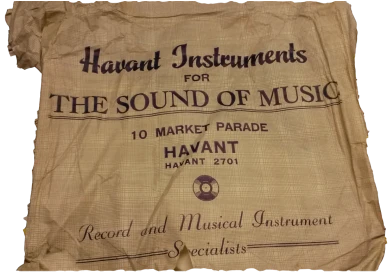 Havant Instruments
FOR
THE SOUND OF MUSIC
10 MARKET PARADE
HAVANT
HAVANT 2701
Record and Musical Instrument
Specialists